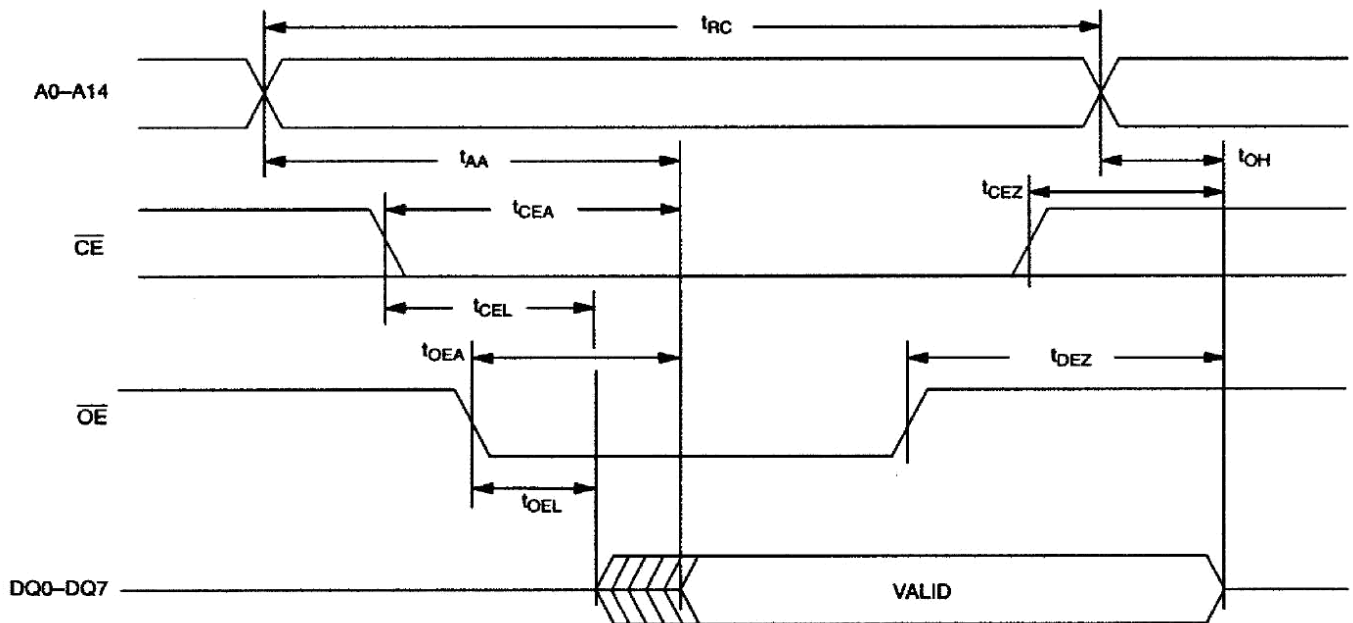 tRC
A0–A14
tAA
tOH
tCEZ
tCEA
CE
tCEL
tOEA
tDEZ
OE
tOEL
DQ0–DQ7
VALID